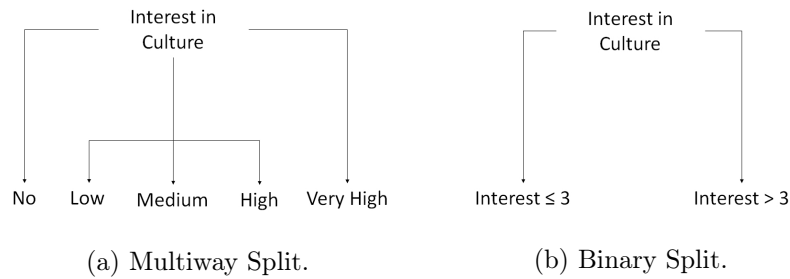 Interest in
Culture
No
Low
Medium
High
Very High
(a) Multiway Split.
Interest in
Culture
Interest ≤ 3
Interest > 3
(b) Binary Split.